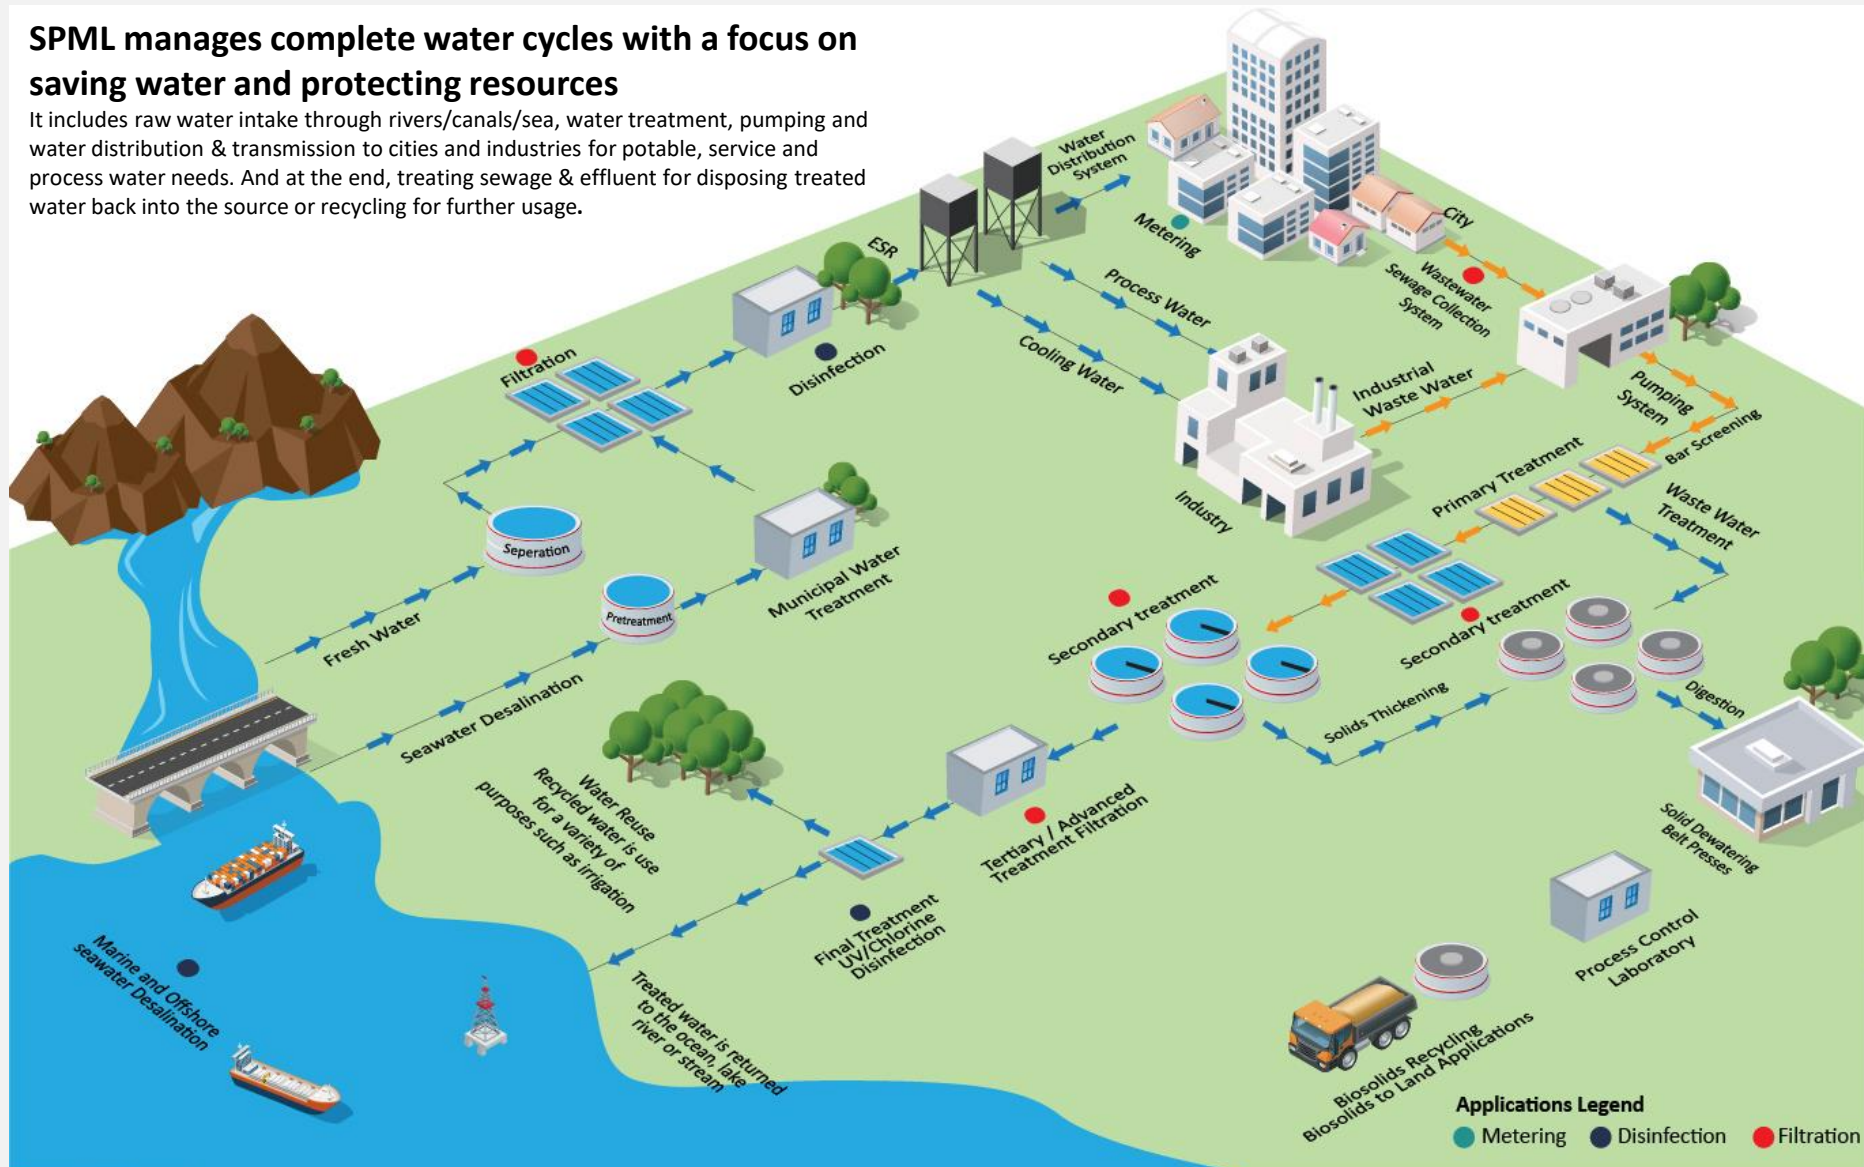 SPML manages complete water cycles with a focus on
saving water and protecting resources
It includes raw water intake through rivers/canals/sea, water treatment, pumping and
water distribution & transmission to cities and industries for potable, service and
process water needs. And at the end, treating sewage & effluent for disposing treated
water back into the source or recycling for further usage.
Water
Distribution
System
Metering
City
ESR
Wastewater
Sewage Collection
System
Process Water
Cooling Water
Filtration
Disinfection
Industrial
Waste Water
Pumping
System
Bar Screening
Primary Treatment
Waste Water
Treatment
Industry
Seperation
Municipal Water
Treatment
Pretreatment
Fresh Water
Seawater Desalination
Secondary treatment
Secondary treatment
Solids Thickening
Digestion
Water Reuse
Recycled water is use
for a variety of
purposes such as irrigation
Tertiary / Advanced
Treatment Filtration
Solid Dewatering
Belt Presses
Final Treatment
UV/Chlorine
Disinfection
Process Control
Laboratory
Marine and Offshore
seawater Desalination
Treated water is returned
to the ocean, lake
river or stream
Biosolids Recycling
Biosolids to Land Applications
Applications Legend
Metering
Disinfection
Filtration